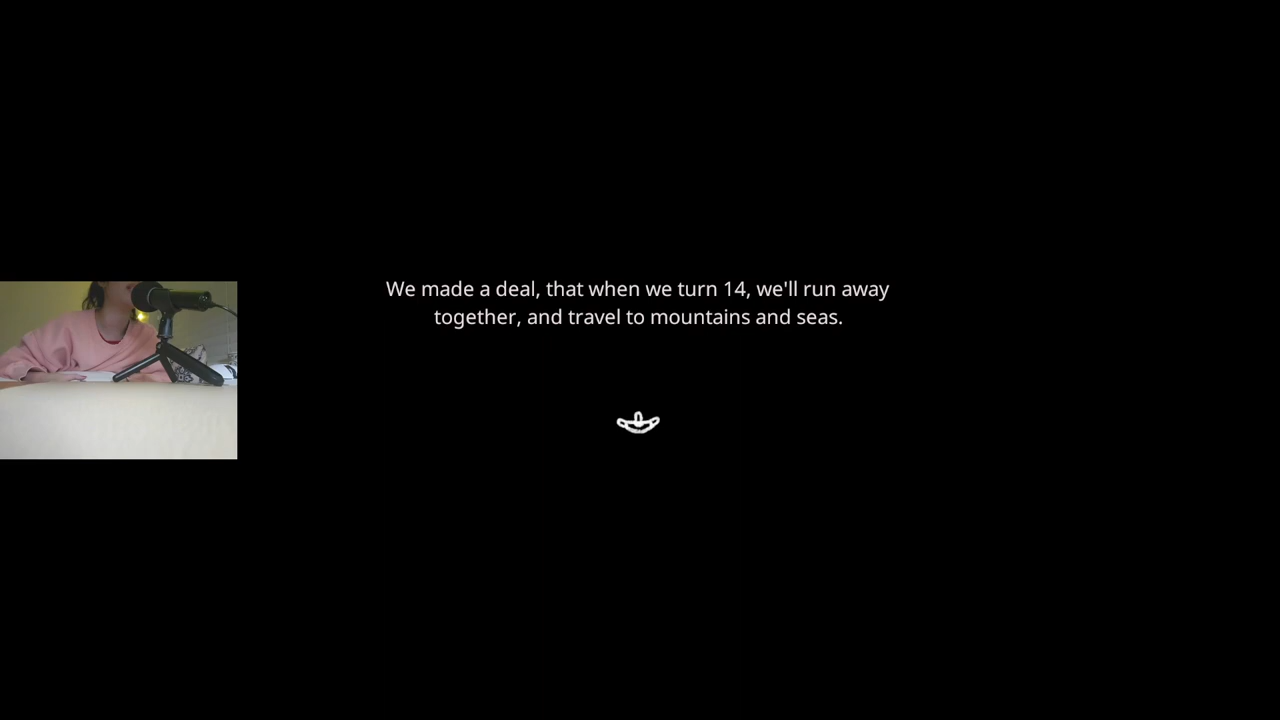 We made a deal, that when we turn 14, we'll run away
together, and travel to mountains and seas.